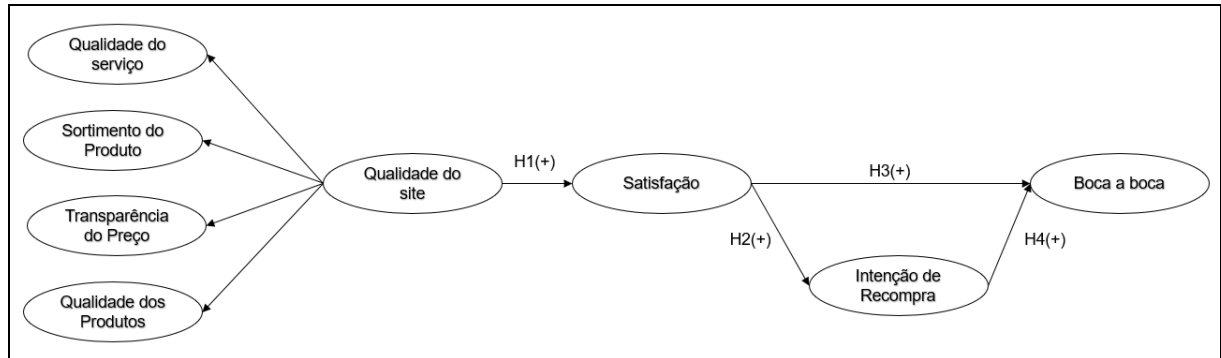 Qualidade do
serviço
Sortimento do
Produto
Transparência
do Preço
Qualidade dos
Produtos
Qualidade do
site
H1(+)
Satisfação
H3(+)
H2(+)
Intenção de
Recompra
H4(+)
Boca a boca